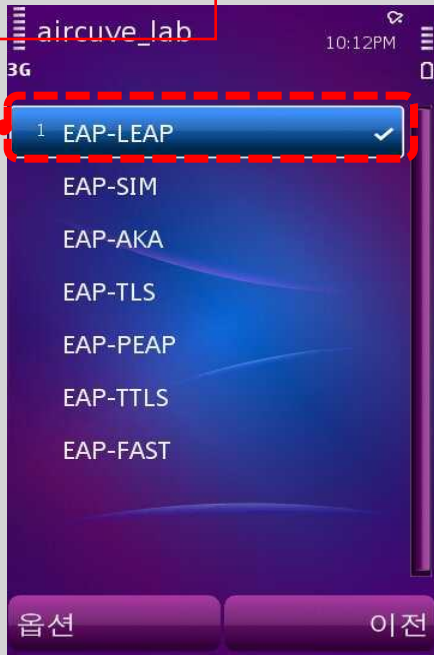 aircuve_lab
10:12PM
3G
1 EAP-LEAP
EAP-SIM
EAP-AKA
EAP-TLS
EAP-PEAP
EAP-TTLS
EAP-FAST
옵션 이전